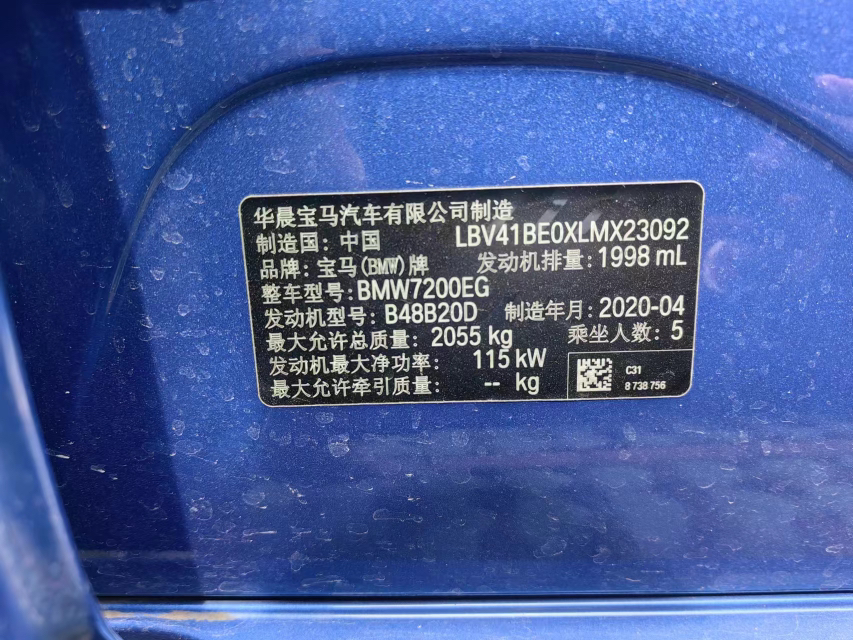 华晨宝马汽车有限公司制造
制造国：中国 LBV41BE0XLMX23092
品牌：宝马(BMW)牌 发动机排量：1998 mL
整车型号：BMW7200EG
发动机型号：B48B20D 制造年月：2020-04
最大允许总质量：2055 kg 乘坐人数：5
发动机最大净功率：115 kW
最大允许牵引质量：-- kg
C31
8 738 756